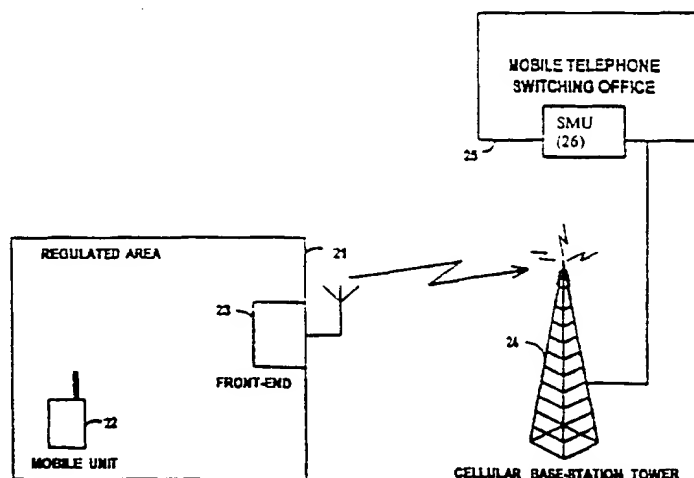 MOBILE TELEPHONE
SWITCHING OFFICE
SMU
(26)
25
REGULATED AREA
21
23
24
FRONT-END
22
MOBILE UNIT
CELLULAR BASE-STATION TOWER